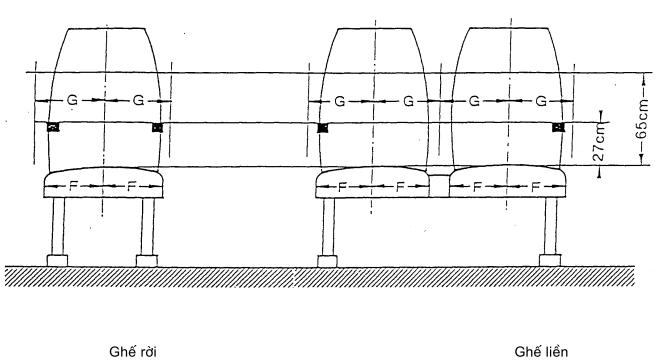 G G G G G G
65cm
27cm
F F F F F F
Ghế rời Ghế liền